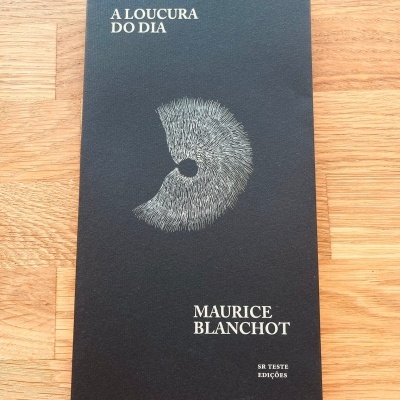 A LOUCURA
DO DIA
MAURICE
BLANCHOT
SR TESTE
EDIÇÕES